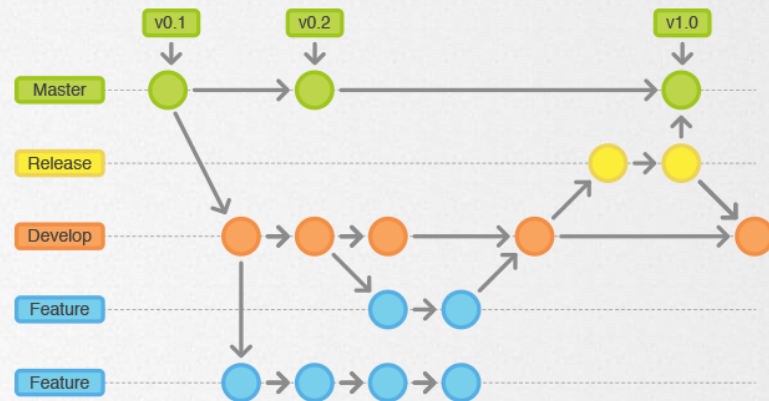 v0.1
v0.2
v1.0
Master
Release
Develop
Feature
Feature